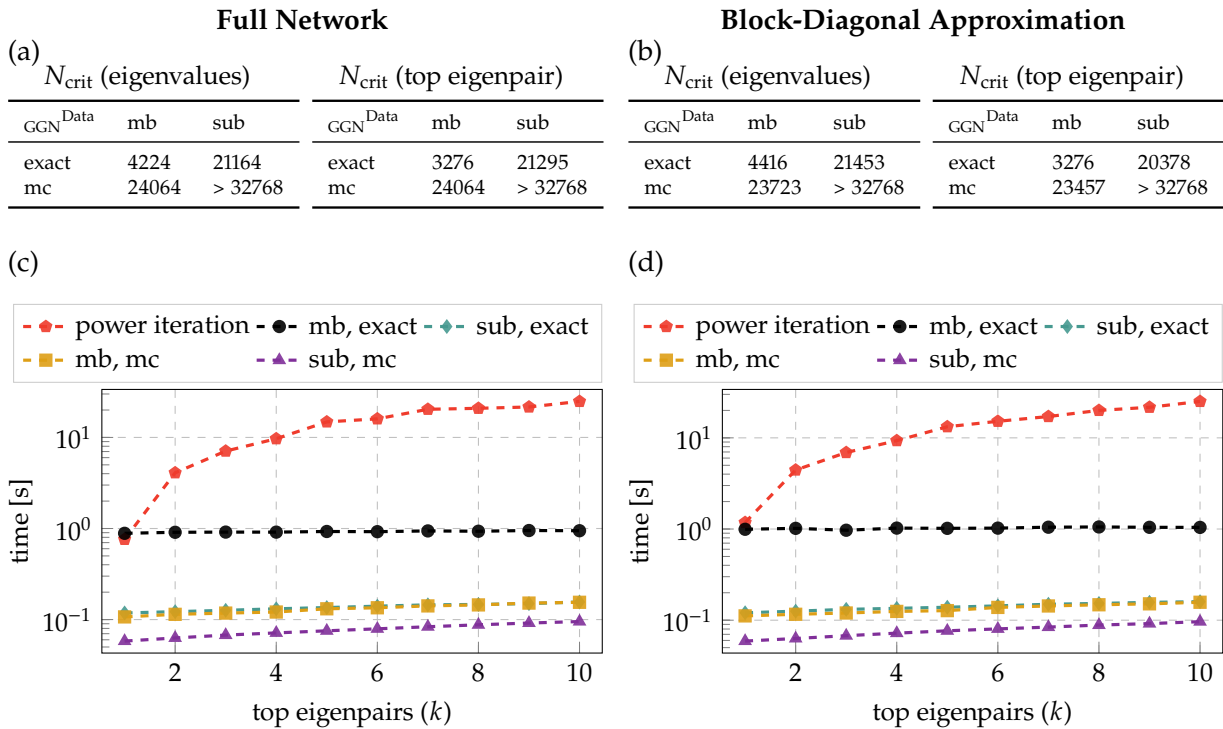 Full Network
Block-Diagonal Approximation
(a)
N_crit (eigenvalues)
GGN^Data mb sub
exact 4224 21164
mc 24064 > 32768
N_crit (top eigenpair)
GGN^Data mb sub
exact 3276 21295
mc 24064 > 32768
(b)
N_crit (eigenvalues)
GGN^Data mb sub
exact 4416 21453
mc 23723 > 32768
N_crit (top eigenpair)
GGN^Data mb sub
exact 3276 20378
mc 23457 > 32768
(c)
power iteration mb, exact sub, exact
mb, mc sub, mc
time [s]
10^1
10^0
10^-1
2 4 6 8 10
top eigenpairs (k)
(d)
power iteration mb, exact sub, exact
mb, mc sub, mc
time [s]
10^1
10^0
10^-1
2 4 6 8 10
top eigenpairs (k)